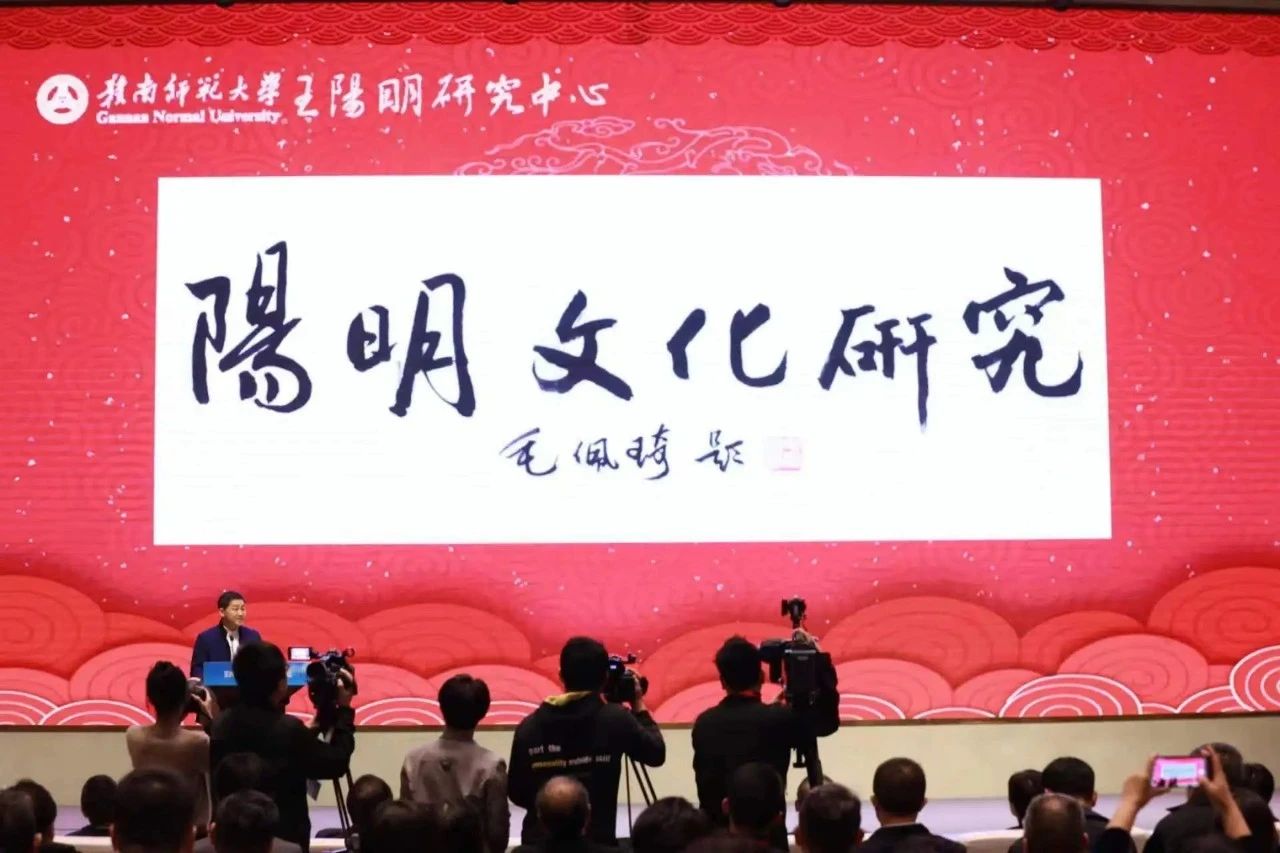 赣南师范大学 王陽明研究中心
Gannan Normal University
陽明文化研究
毛佩琦 题